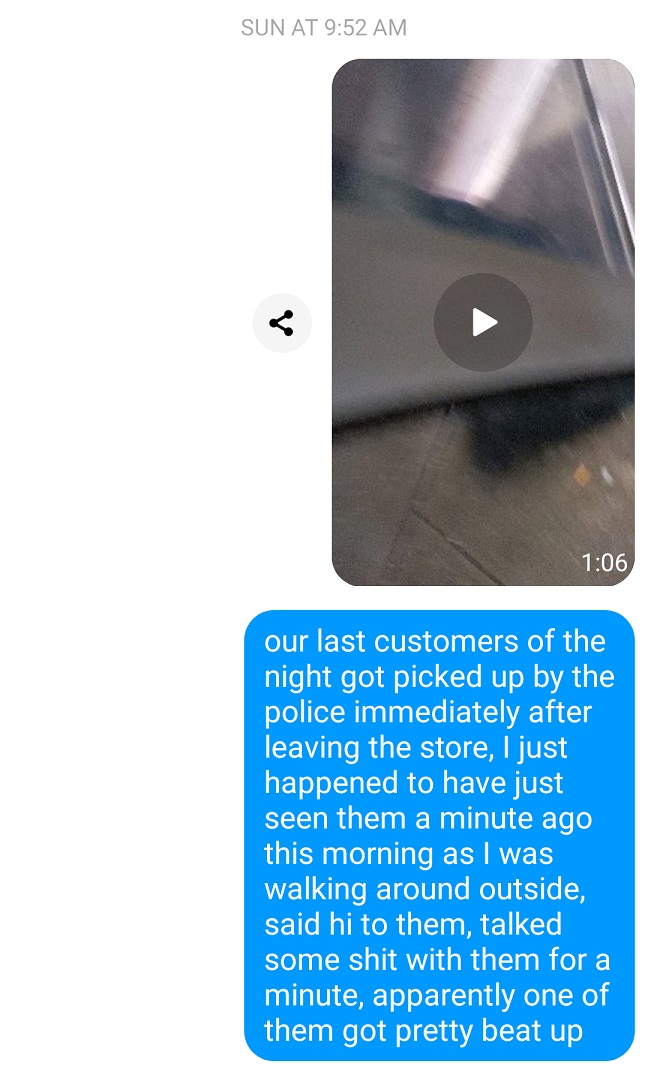 SUN AT 9:52 AM
1:06
our last customers of the
night got picked up by the
police immediately after
leaving the store, I just
happened to have just
seen them a minute ago
this morning as I was
walking around outside,
said hi to them, talked
some shit with them for a
minute, apparently one of
them got pretty beat up